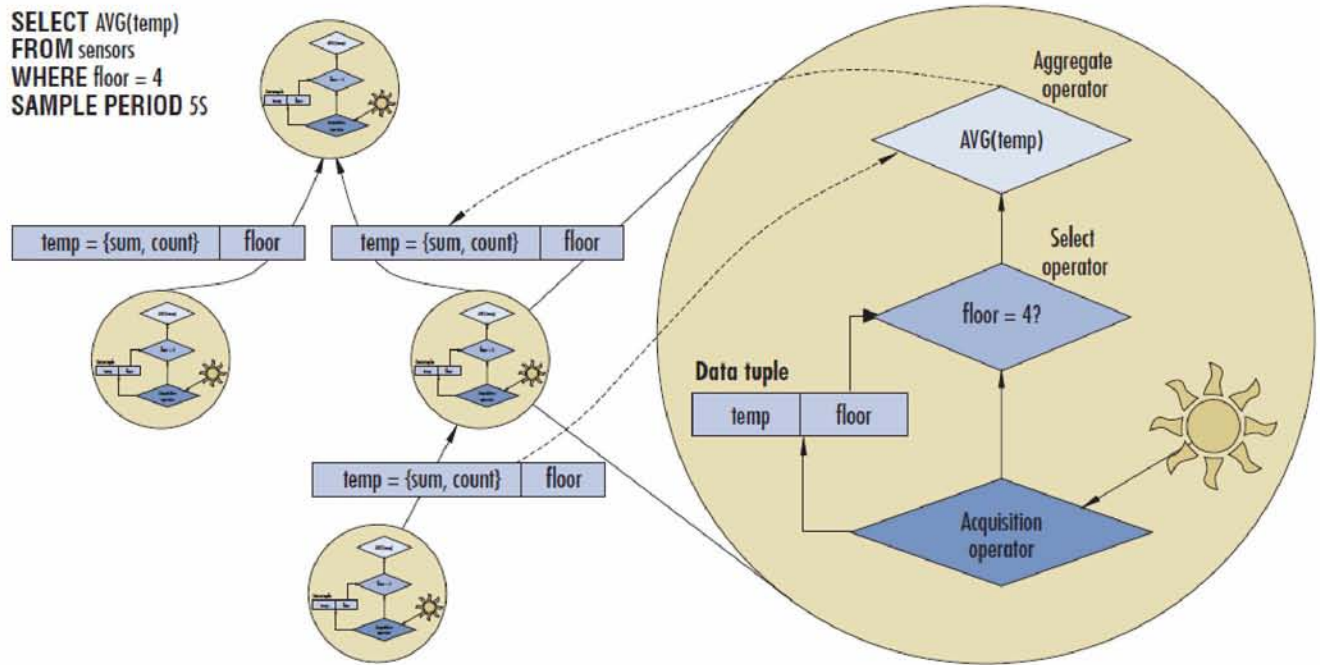 SELECT AVG(temp)
FROM sensors
WHERE floor = 4
SAMPLE PERIOD 5S
temp = {sum, count} floor
temp = {sum, count} floor
temp = {sum, count} floor
Aggregate
operator
AVG(temp)
Select
operator
floor = 4?
Data tuple
temp floor
Acquisition
operator